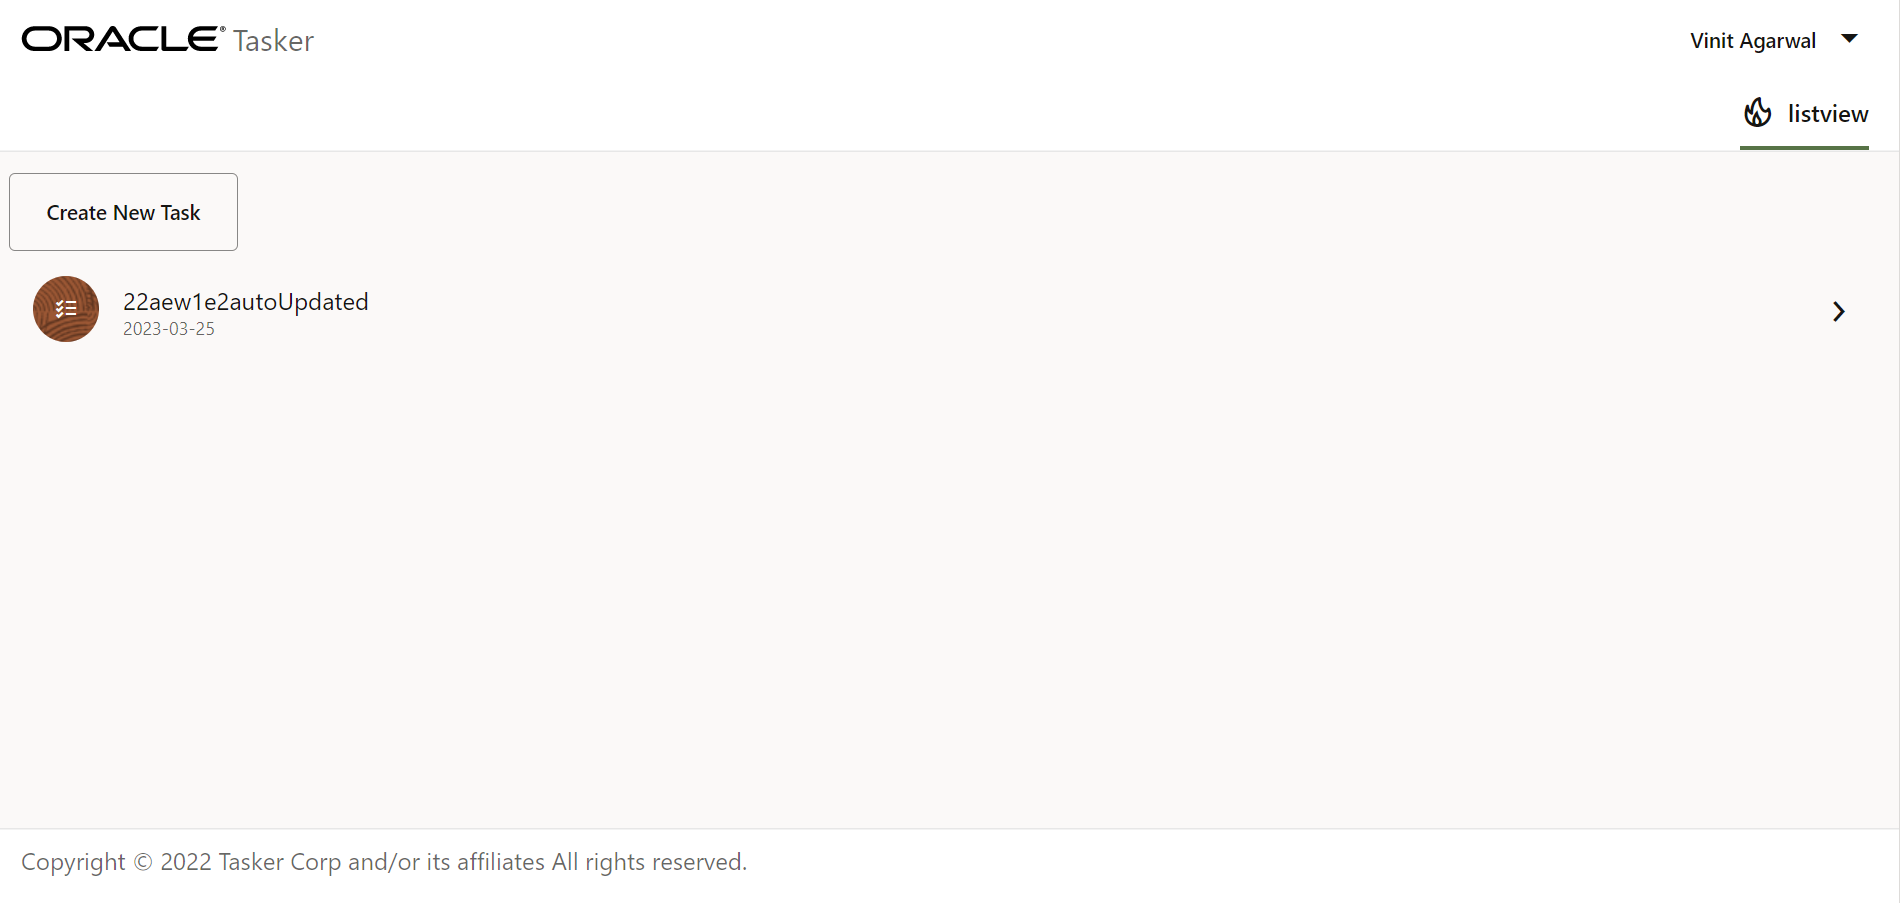 ORACLE® Tasker
Vinit Agarwal
listview
Create New Task
22aew1e2autoUpdated
2023-03-25
Copyright © 2022 Tasker Corp and/or its affiliates All rights reserved.